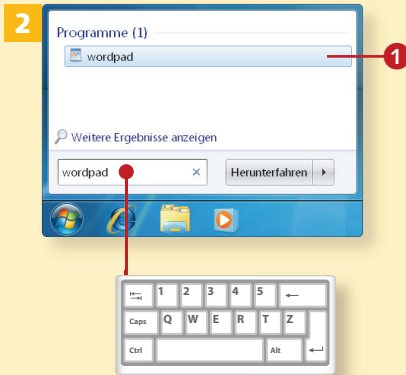 2
Programme (1)
wordpad
1
Weitere Ergebnisse anzeigen
wordpad × Herunterfahren
1 2 3 4 5
Caps Q W E R T Z
Ctrl Alt